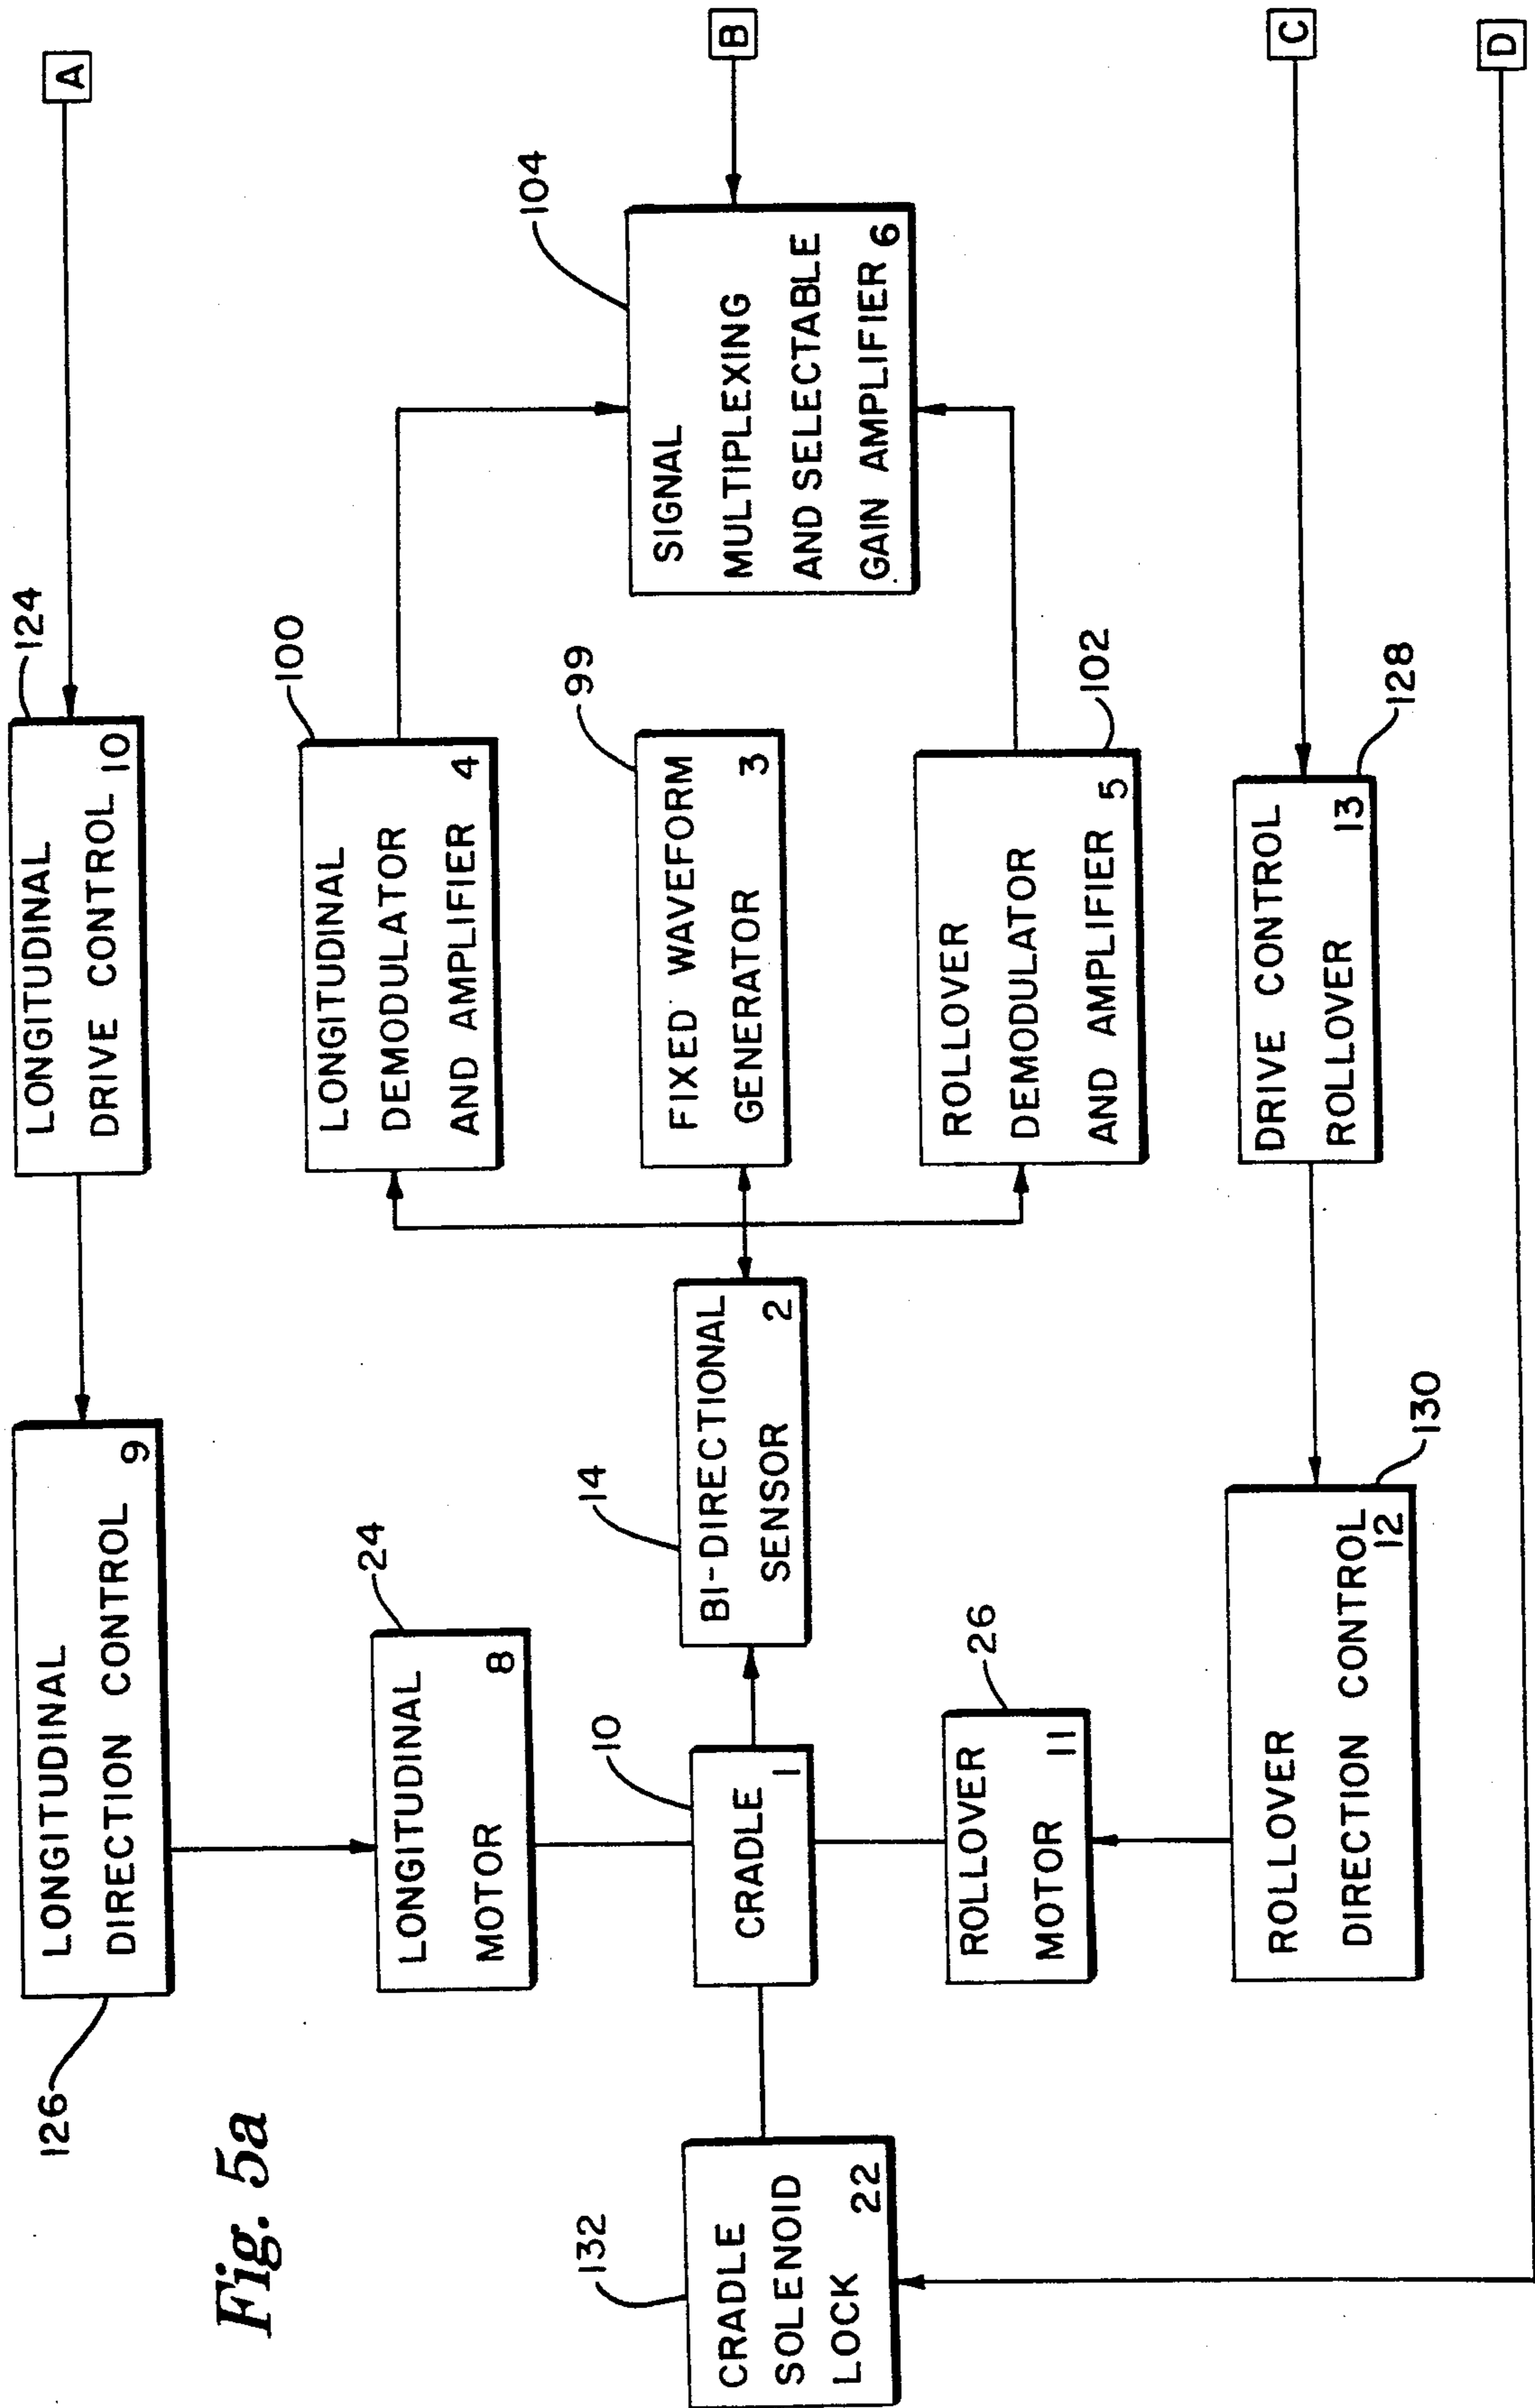 Fig. 5a
126
LONGITUDINAL
DIRECTION CONTROL
9
124
LONGITUDINAL
DRIVE CONTROL 10
A
24
LONGITUDINAL
MOTOR
8
100
LONGITUDINAL
DEMODULATOR
AND AMPLIFIER 4
104
SIGNAL
MULTIPLEXING
AND SELECTABLE
GAIN AMPLIFIER 6
B
132
CRADLE
SOLENOID
LOCK 22
10
CRADLE
1
14
BI-DIRECTIONAL
SENSOR 2
99
FIXED WAVEFORM
GENERATOR 3
26
ROLLOVER
MOTOR 11
102
ROLLOVER
DEMODULATOR
AND AMPLIFIER 5
130
ROLLOVER
DIRECTION CONTROL
12
128
DRIVE CONTROL
ROLLOVER 13
C
D